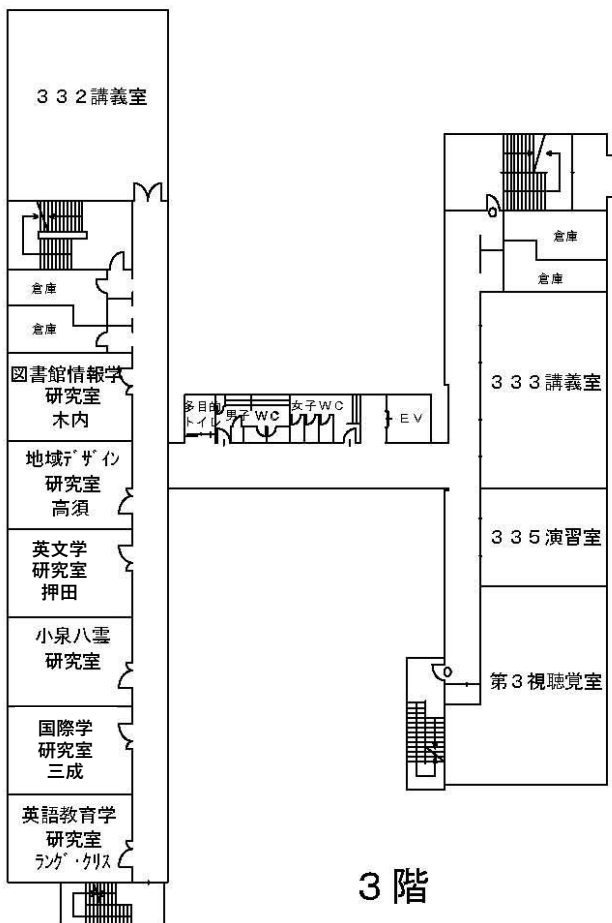 ３３２講義室
倉庫
倉庫
図書館情報学
研究室
木内
地域ﾃﾞｻﾞｲﾝ
研究室
高須
英文学
研究室
押田
小泉八雲
研究室
国際学
研究室
三成
英語教育学
研究室
ﾗﾝｸﾞ・ｸﾘｽ
多目的
トイレ
男子ＷＣ
女子ＷＣ
ＥＶ
倉庫
倉庫
３３３講義室
３３５演習室
第３視聴覚室
３階